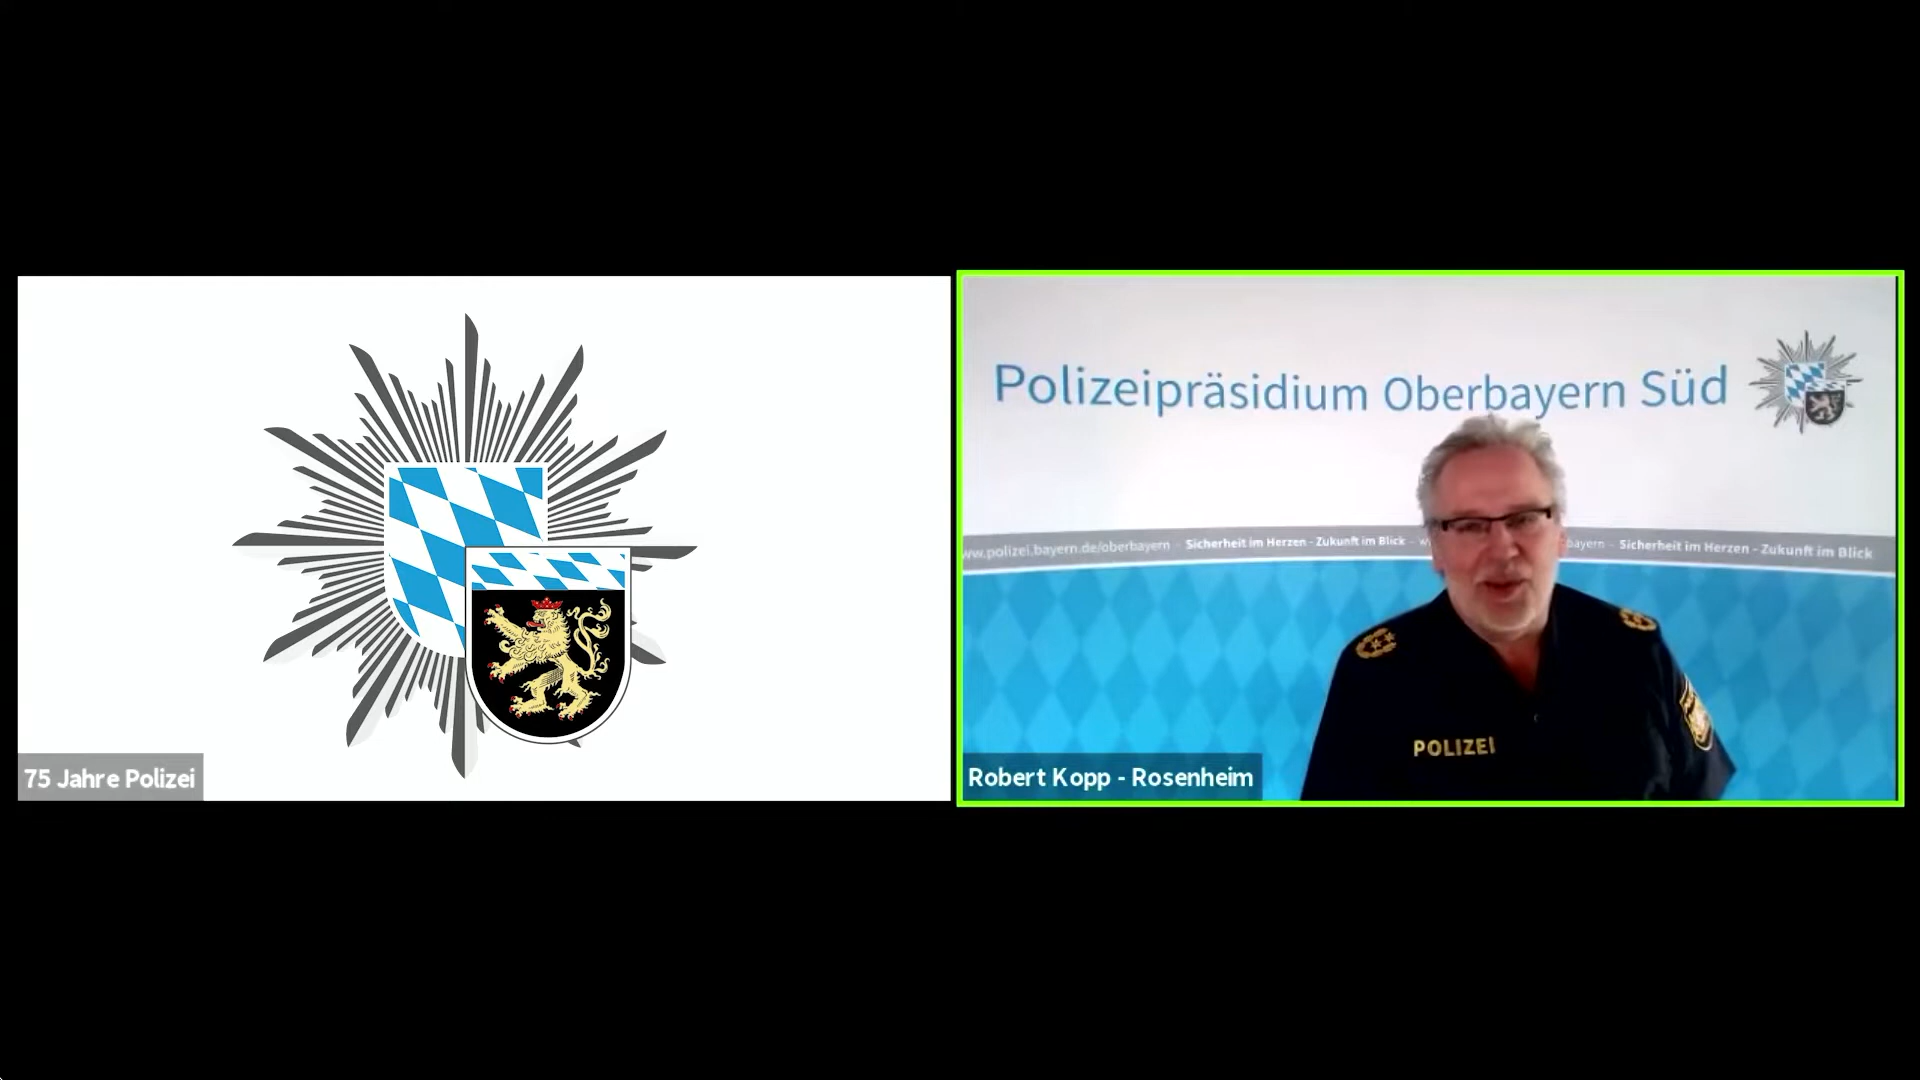 75 Jahre Polizei
Polizeipräsidium Oberbayern Süd
www.polizei.bayern.de/oberbayern - Sicherheit im Herzen - Zukunft im Blick - bayern - Sicherheit im Herzen - Zukunft im Blick
POLIZEI
Robert Kopp - Rosenheim